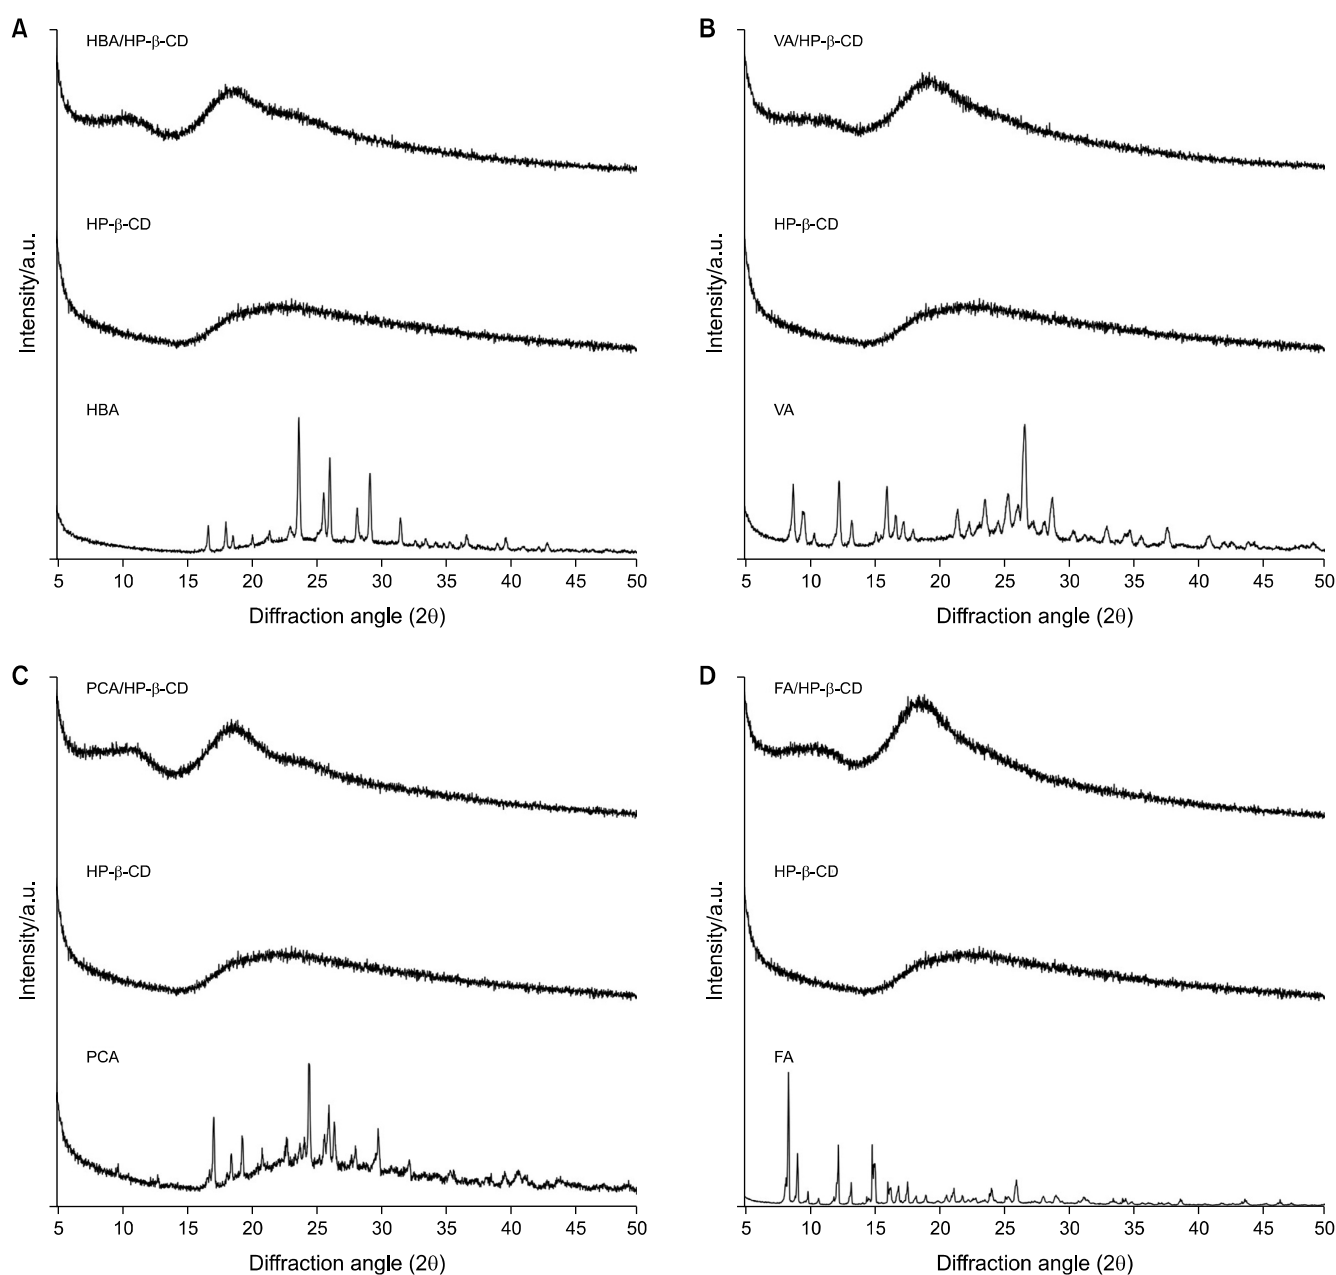 A
HBA/HP-β-CD
HP-β-CD
HBA
Intensity/a.u.
5 10 15 20 25 30 35 40 45 50
Diffraction angle (2θ)
B
VA/HP-β-CD
HP-β-CD
VA
Intensity/a.u.
5 10 15 20 25 30 35 40 45 50
Diffraction angle (2θ)
C
PCA/HP-β-CD
HP-β-CD
PCA
Intensity/a.u.
5 10 15 20 25 30 35 40 45 50
Diffraction angle (2θ)
D
FA/HP-β-CD
HP-β-CD
FA
Intensity/a.u.
5 10 15 20 25 30 35 40 45 50
Diffraction angle (2θ)